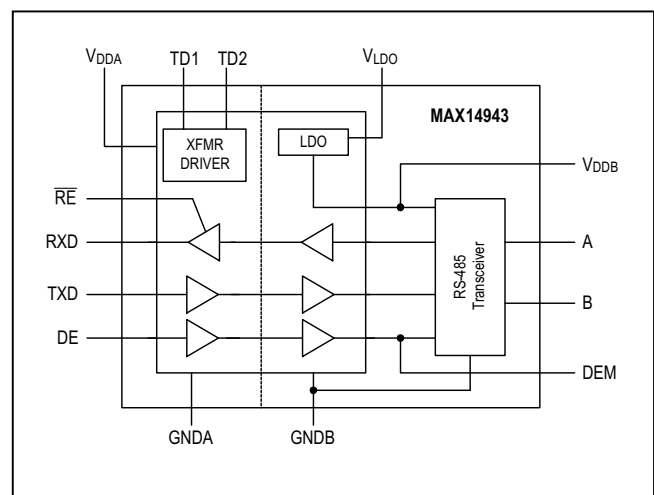 VDDA TD1 TD2 VLDO
MAX14943
XFMR
DRIVER
LDO
VDDB
RE
RXD
A
RS-485
Transceiver
TXD
B
DE
DEM
GNDA GNDB